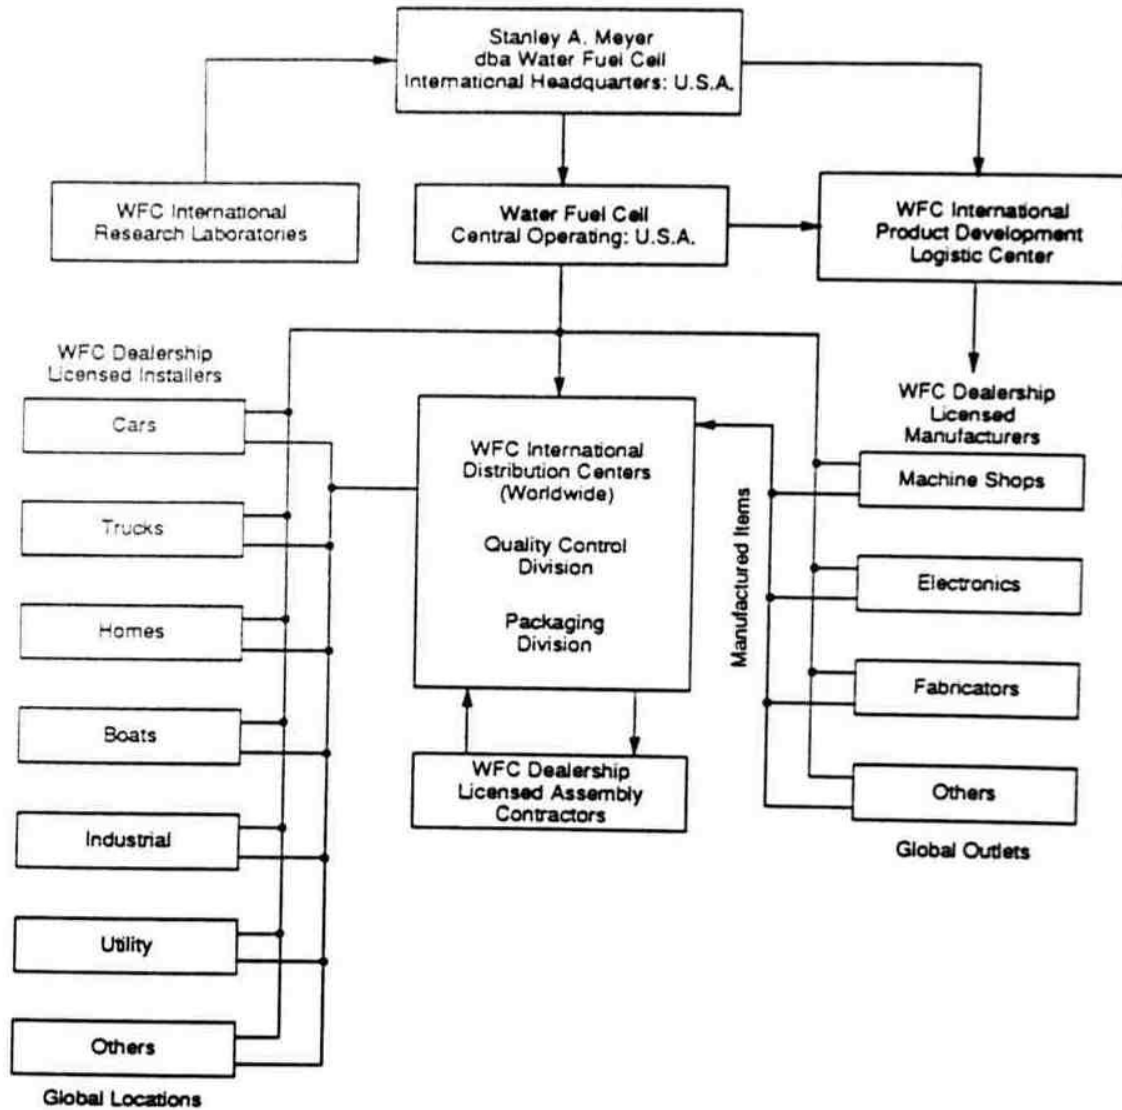 Stanley A. Meyer
dba Water Fuel Cell
International Headquarters: U.S.A.
WFC International
Research Laboratories
Water Fuel Cell
Central Operating: U.S.A.
WFC International
Product Development
Logistic Center
WFC Dealership
Licensed Installers
Cars
Trucks
Homes
Boats
Industrial
Utility
Others
Global Locations
WFC International
Distribution Centers
(Worldwide)
Quality Control
Division
Packaging
Division
WFC Dealership
Licensed Assembly
Contractors
Manufactured Items
WFC Dealership
Licensed
Manufacturers
Machine Shops
Electronics
Fabricators
Others
Global Outlets